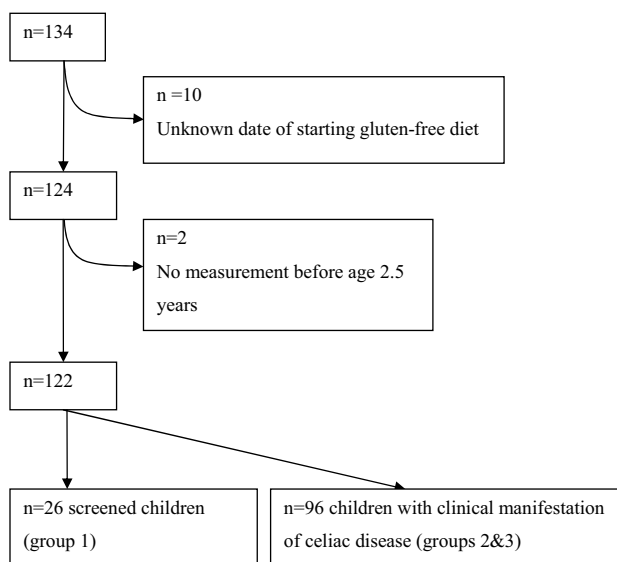 n=134
n =10
Unknown date of starting gluten-free diet
n=124
n=2
No measurement before age 2.5
years
n=122
n=26 screened children
(group 1)
n=96 children with clinical manifestation
of celiac disease (groups 2&3)